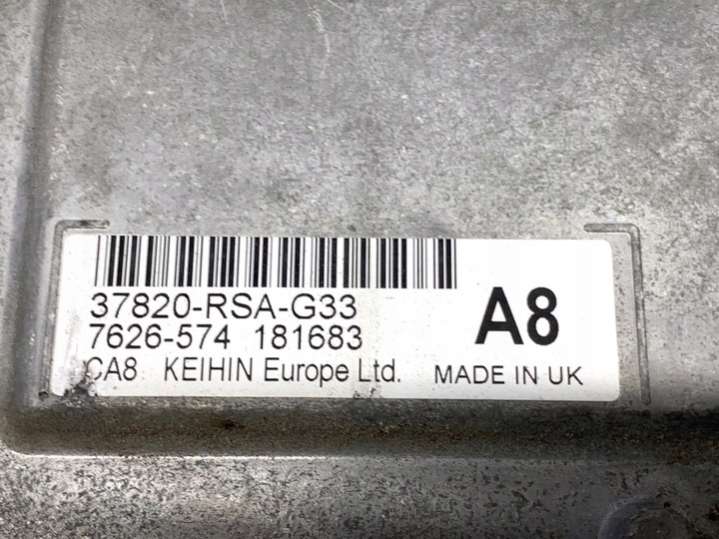 37820-RSA-G33
7626-574 181683
A8
CA8 KEIHIN Europe Ltd. MADE IN UK